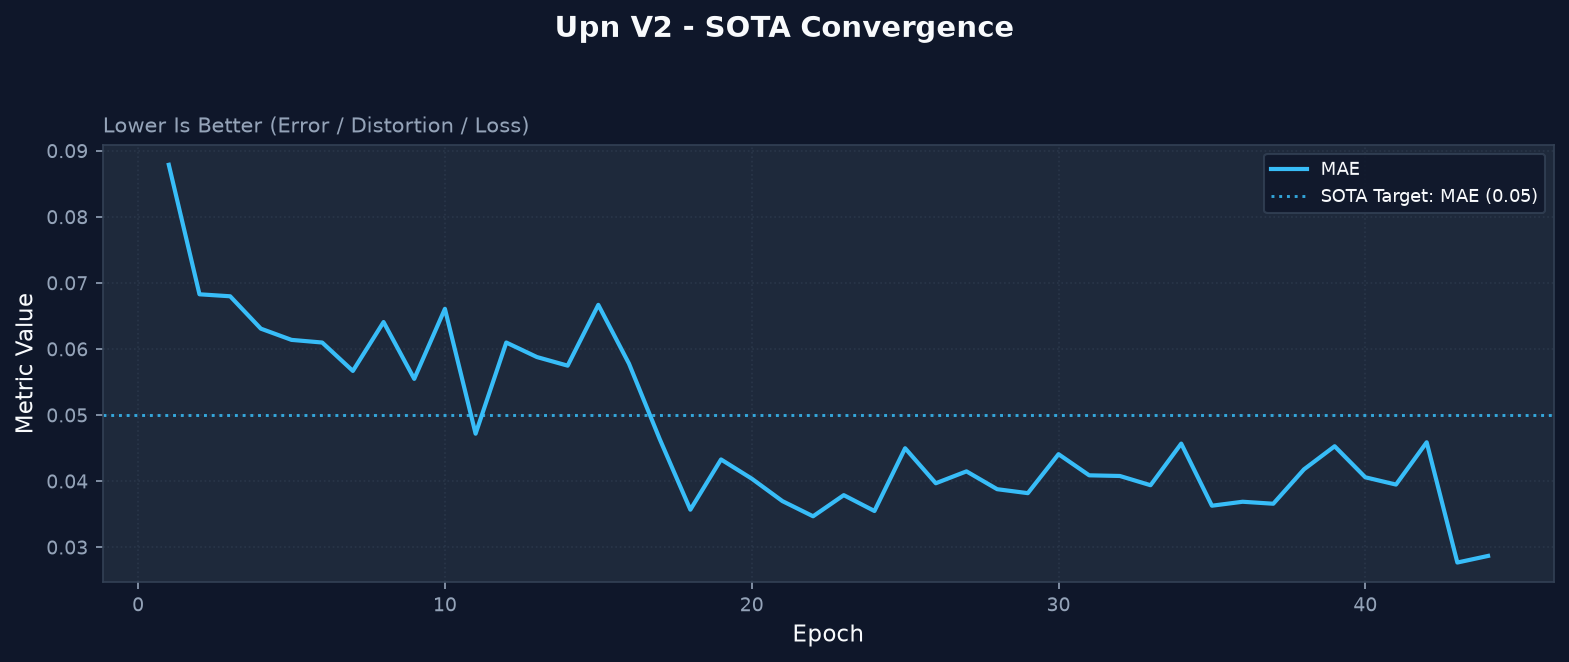 Upn V2 - SOTA Convergence
Lower Is Better (Error / Distortion / Loss)
MAE
SOTA Target: MAE (0.05)
0.09
0.08
0.07
0.06
0.05
0.04
0.03
Metric Value
0 10 20 30 40
Epoch